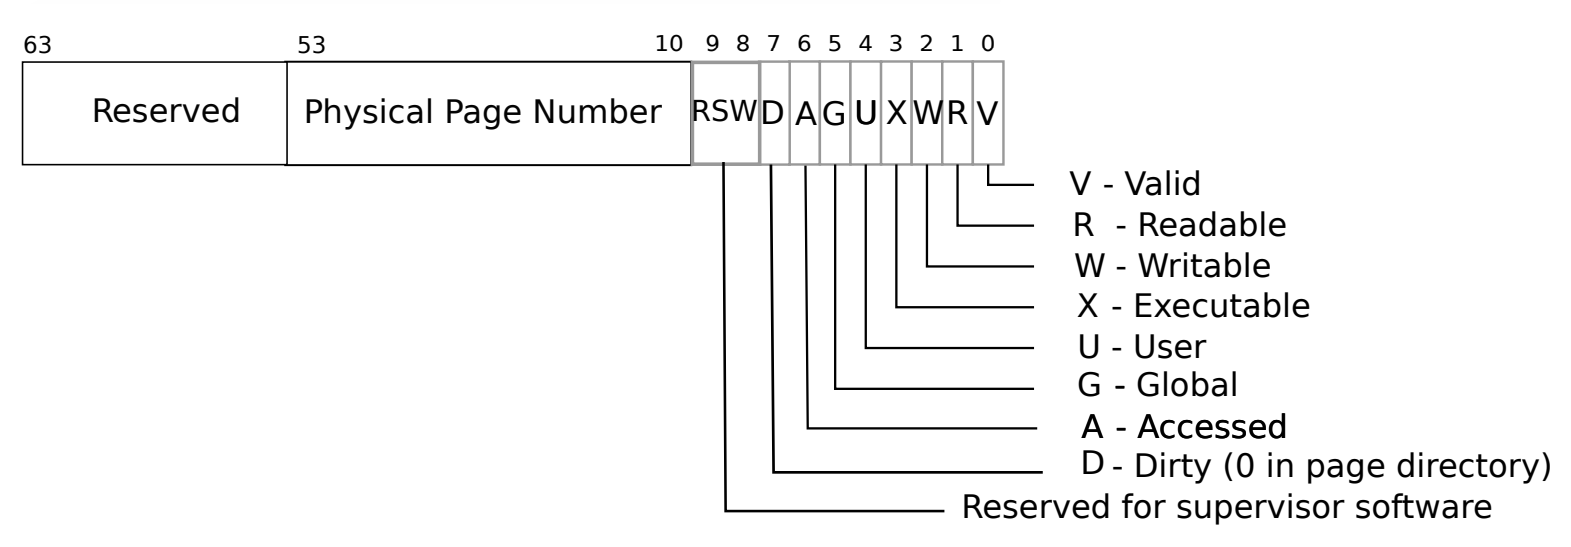 63 53 10 9 8 7 6 5 4 3 2 1 0
Reserved Physical Page Number RSW D A G U X W R V
V - Valid
R - Readable
W - Writable
X - Executable
U - User
G - Global
A - Accessed
D - Dirty (0 in page directory)
Reserved for supervisor software